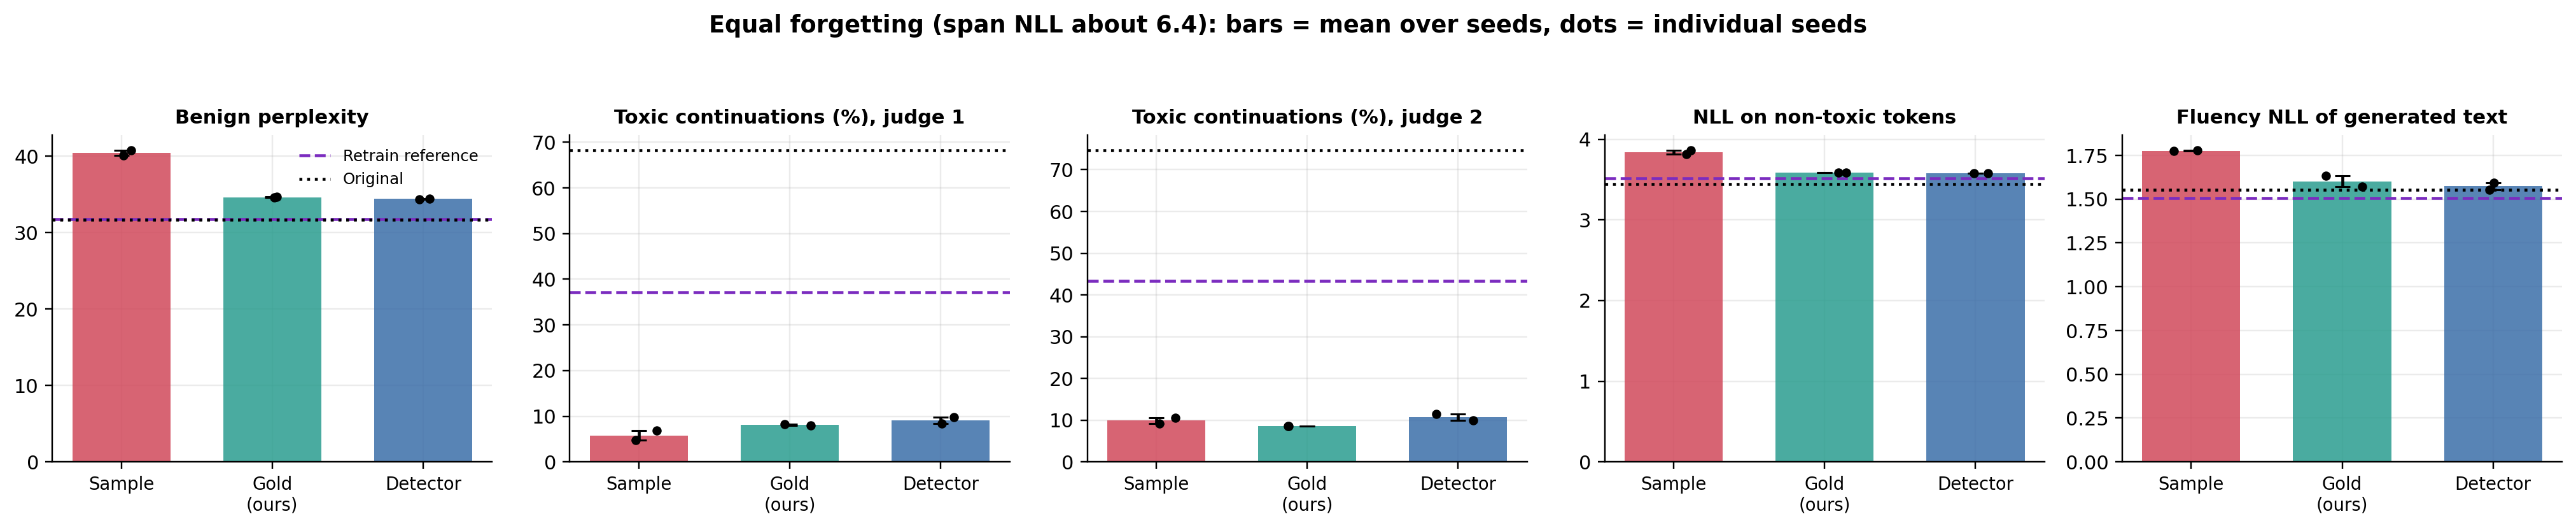 Equal forgetting (span NLL about 6.4): bars = mean over seeds, dots = individual seeds
Benign perplexity
40
30
20
10
0
Retrain reference
Original
Sample
Gold
(ours)
Detector
Toxic continuations (%), judge 1
70
60
50
40
30
20
10
0
Sample
Gold
(ours)
Detector
Toxic continuations (%), judge 2
70
60
50
40
30
20
10
0
Sample
Gold
(ours)
Detector
NLL on non-toxic tokens
4
3
2
1
0
Sample
Gold
(ours)
Detector
Fluency NLL of generated text
1.75
1.50
1.25
1.00
0.75
0.50
0.25
0.00
Sample
Gold
(ours)
Detector